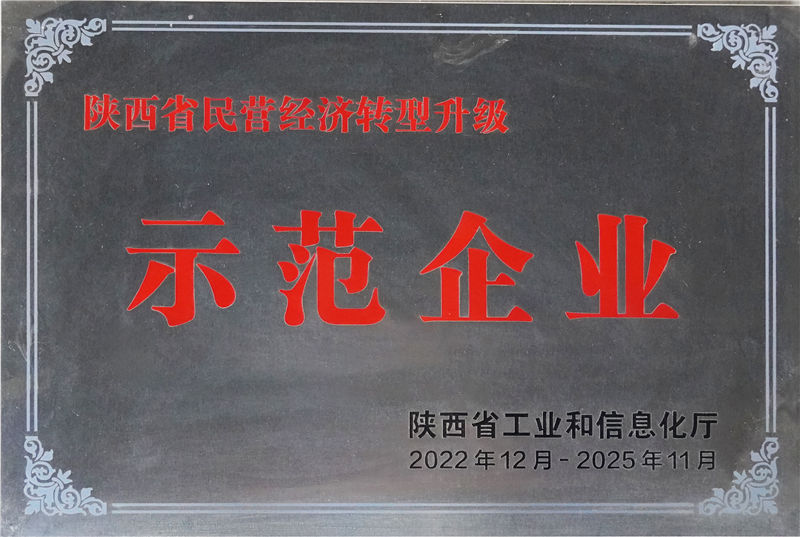 陕西省民营经济转型升级
示范企业
陕西省工业和信息化厅
2022年12月-2025年11月